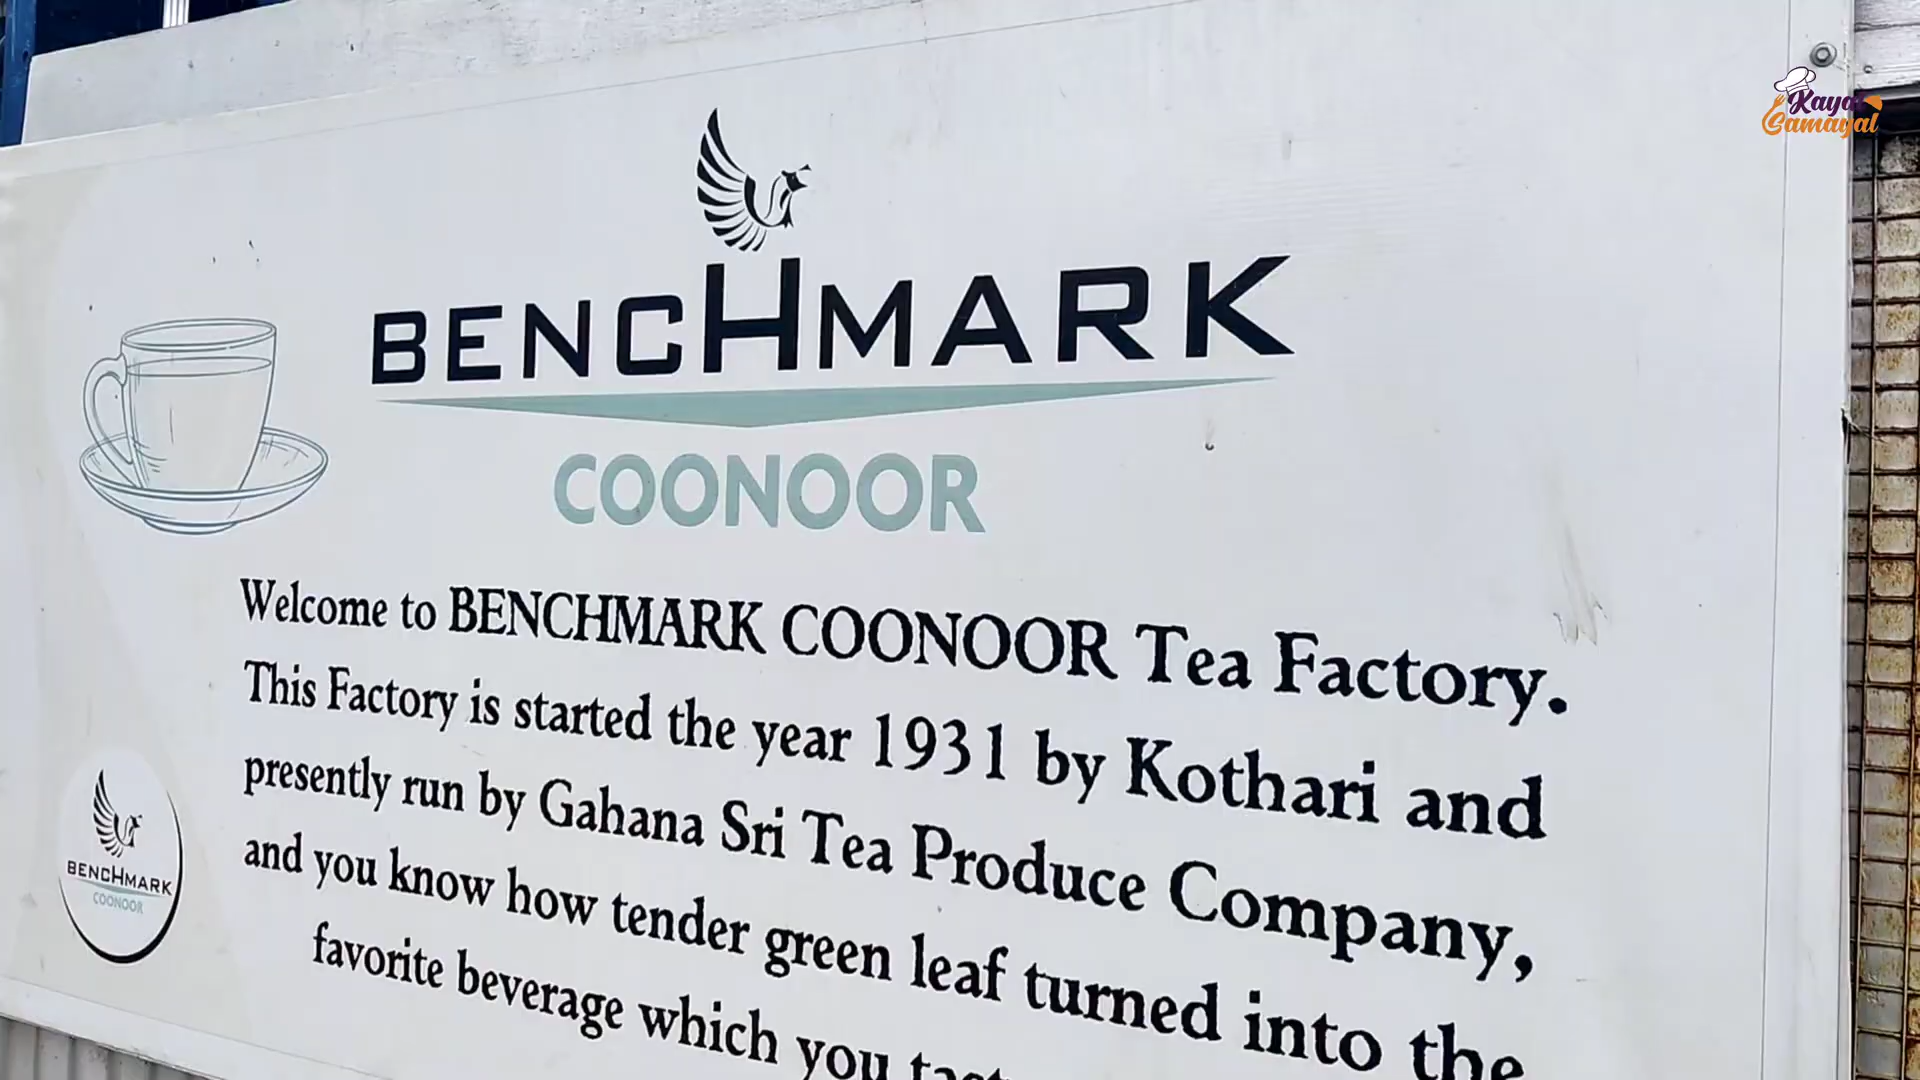 Kayal
Samayal
BENCHMARK
COONOOR
Welcome to BENCHMARK COONOOR Tea Factory.
This Factory is started the year 1931 by Kothari and
presently run by Gahana Sri Tea Produce Company,
and you know how tender green leaf turned into the
favorite beverage which you
BENCHMARK
COONOOR